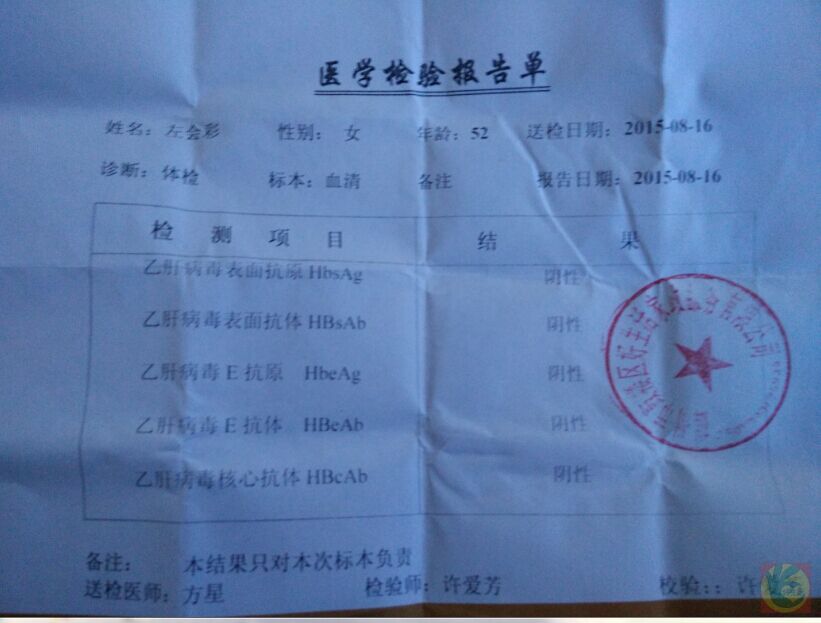 医学检验报告单
姓名：左会彩 性别： 女 年龄：52 送检日期：2015-08-16
诊断：体检 标本：血清 备注 报告日期：2015-08-16
检 测 项 目 结 果
乙肝病毒表面抗原 HbsAg 阴性
乙肝病毒表面抗体 HBsAb 阴性
乙肝病毒E抗原 HbeAg 阴性
乙肝病毒E抗体 HBeAb 阴性
乙肝病毒核心抗体 HBcAb 阴性
备注： 本结果只对本次标本负责
送检医师：方星 检验师：许爱芳 校验：：许